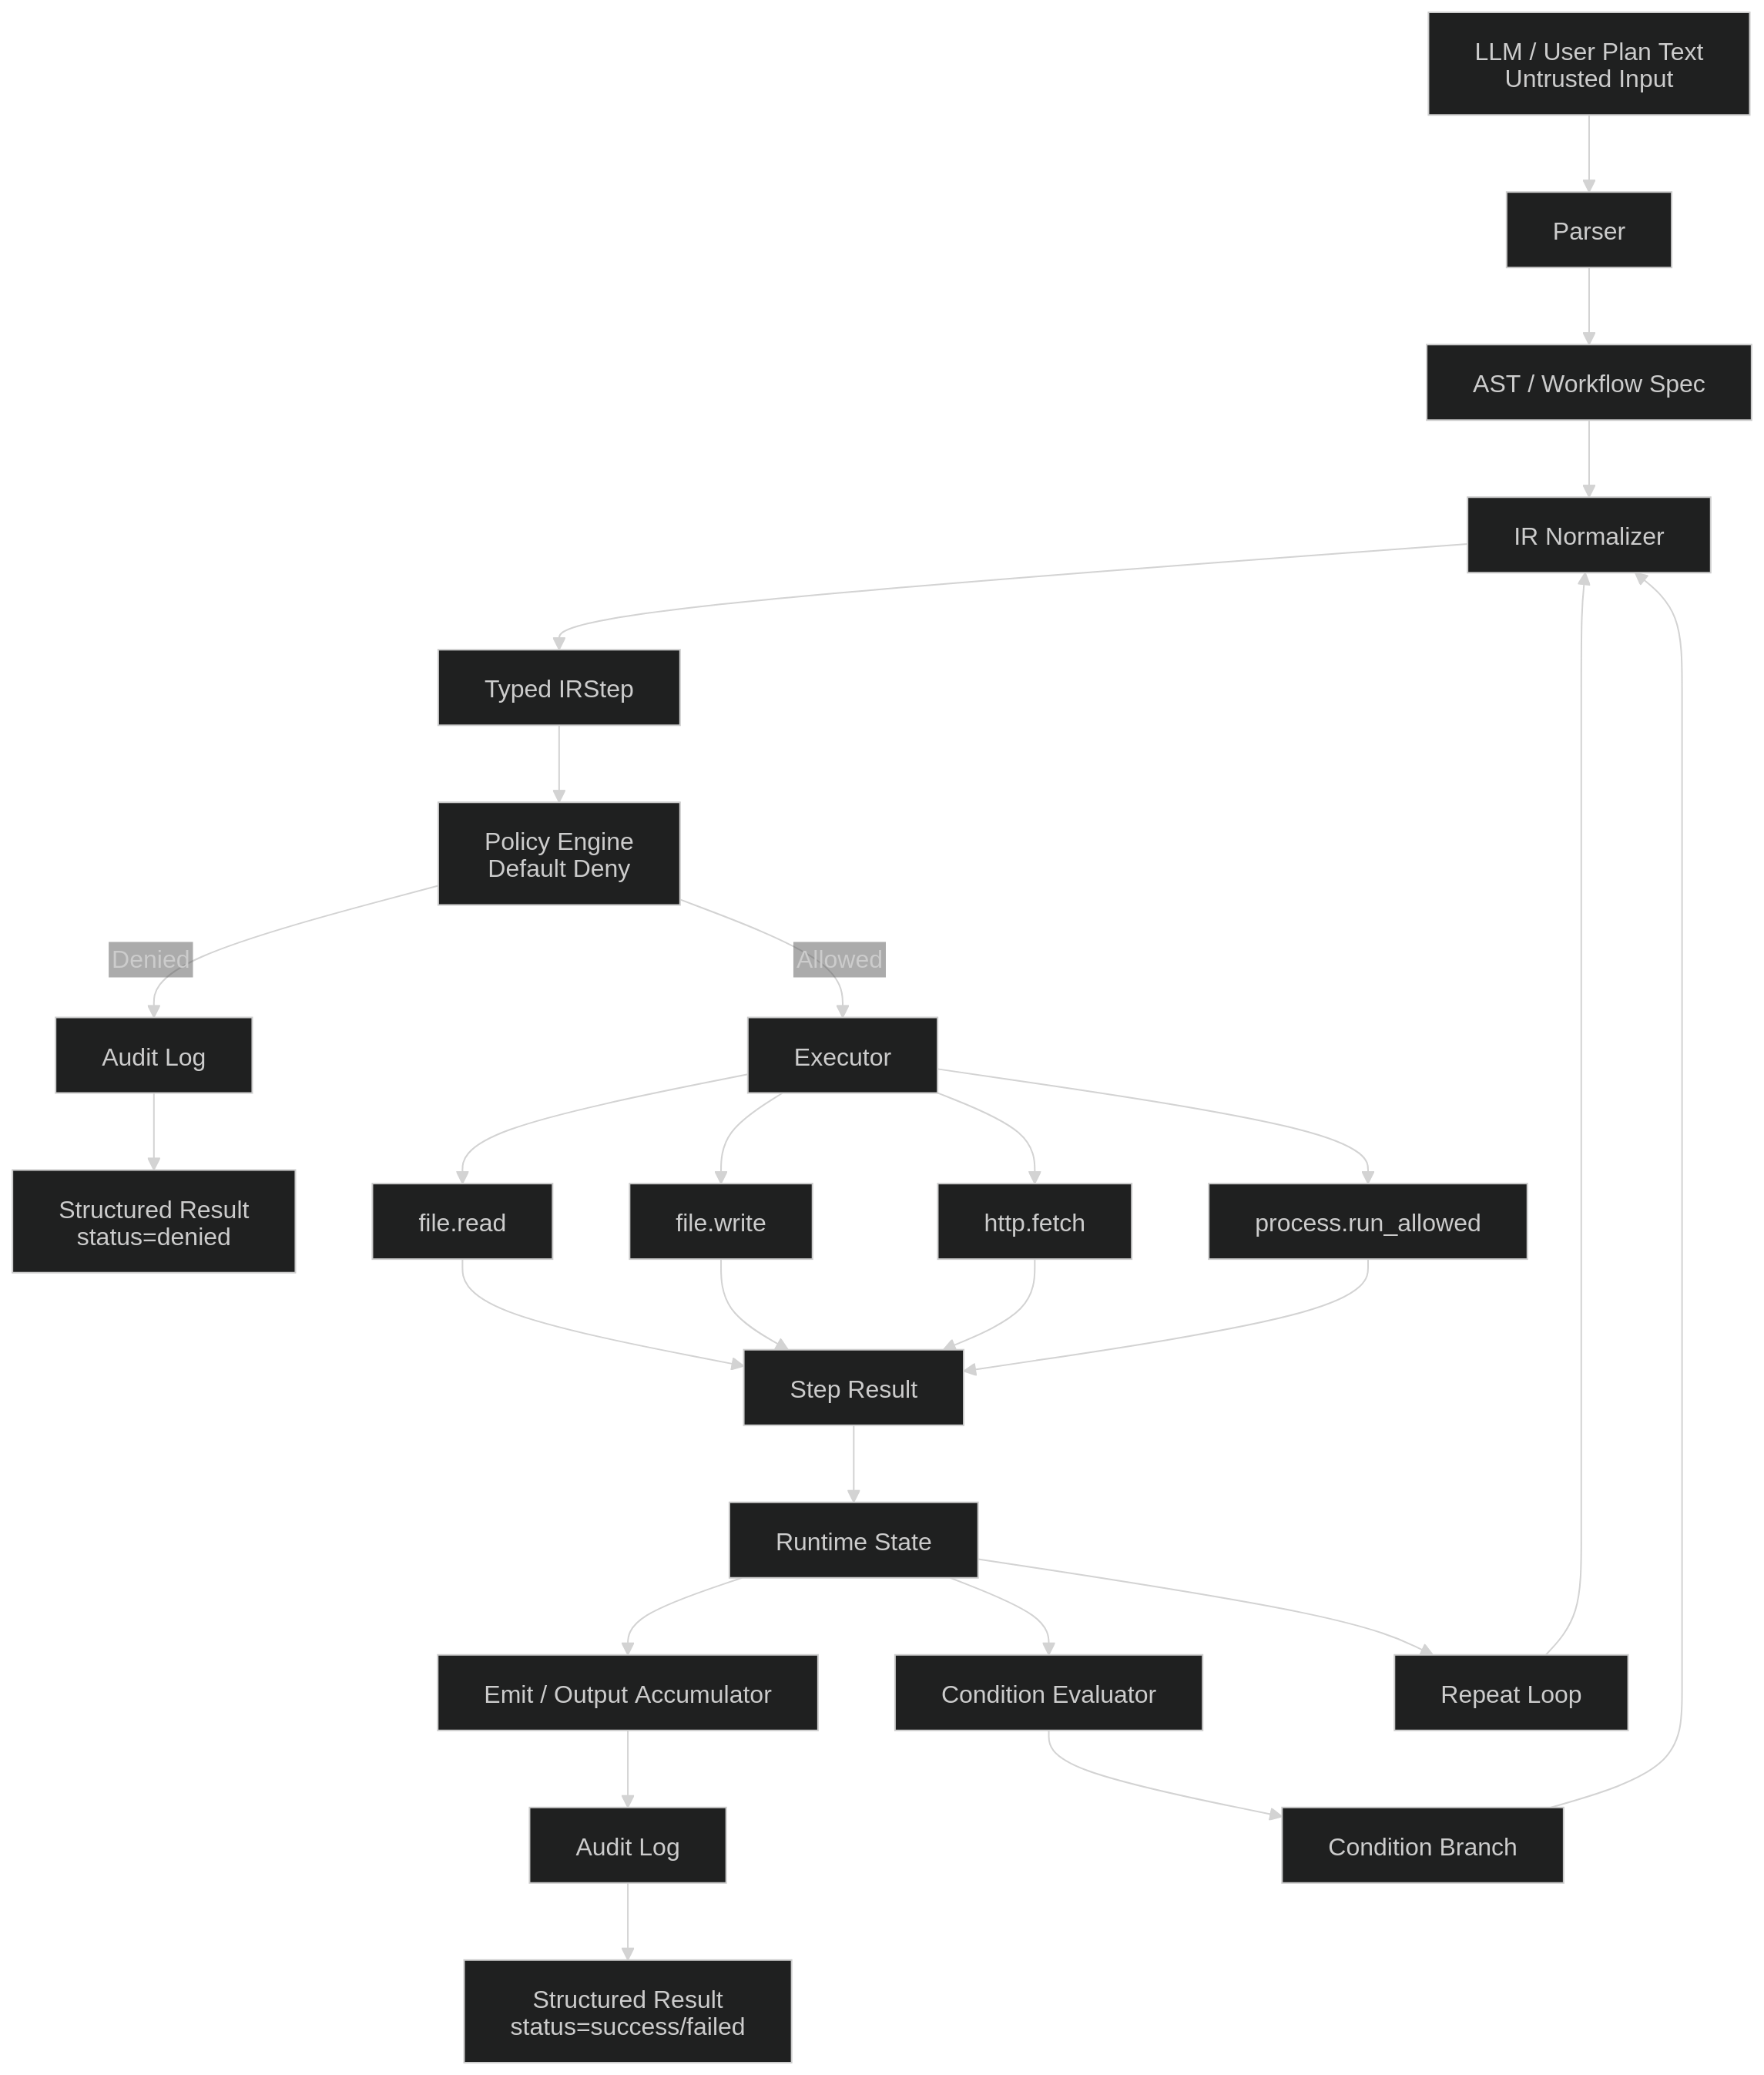 LLM / User Plan Text
Untrusted Input
Parser
AST / Workflow Spec
IR Normalizer
Typed IRStep
Policy Engine
Default Deny
Denied
Allowed
Audit Log
Executor
Structured Result
status=denied
file.read
file.write
http.fetch
process.run_allowed
Step Result
Runtime State
Emit / Output Accumulator
Condition Evaluator
Repeat Loop
Audit Log
Condition Branch
Structured Result
status=success/failed